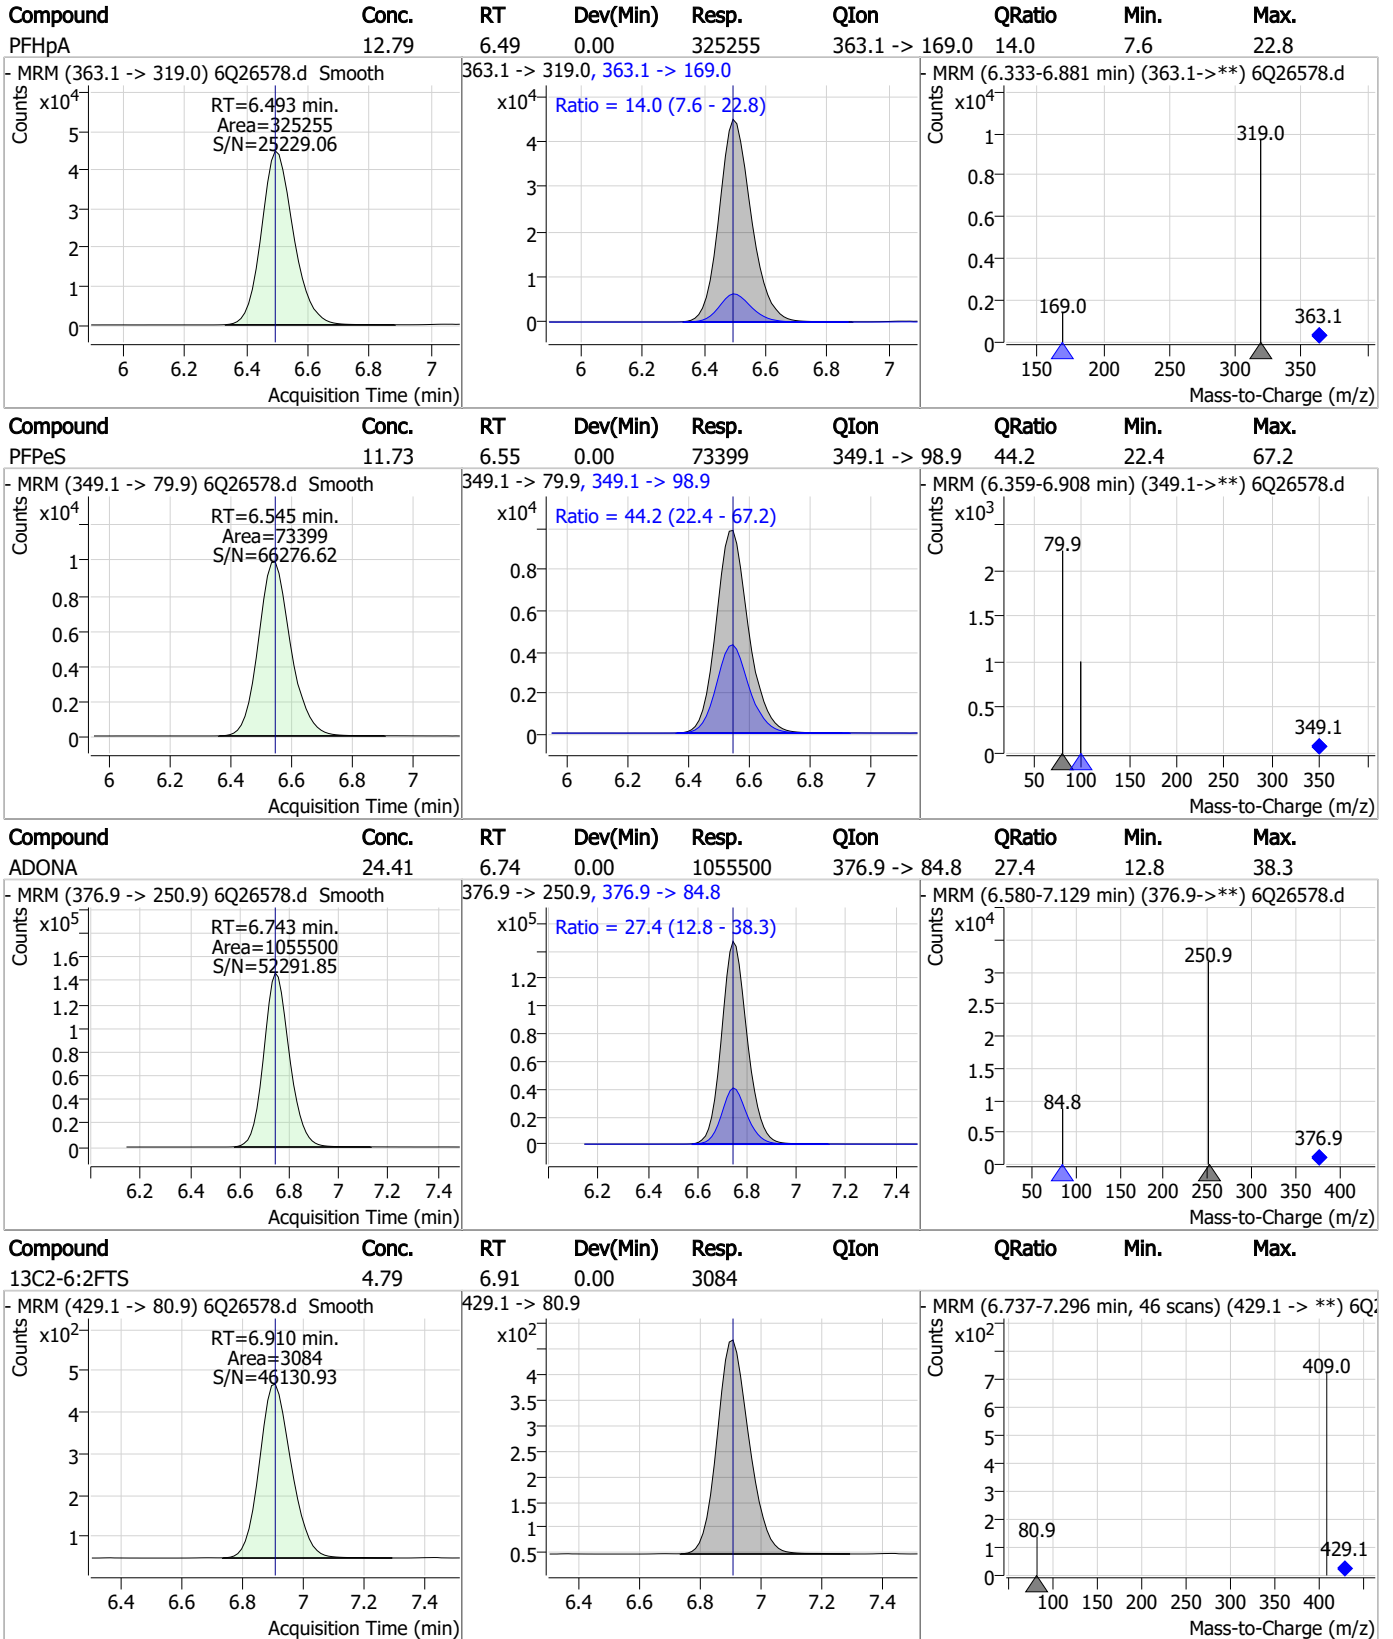 Compound Conc. RT Dev(Min) Resp. QIon QRatio Min. Max.
PFHpA 12.79 6.49 0.00 325255 363.1 -> 169.0 14.0 7.6 22.8
- MRM (363.1 -> 319.0) 6Q26578.d Smooth
Counts
x10^4
RT=6.493 min.
Area=325255
S/N=25229.06
5
4
3
2
1
0
6 6.2 6.4 6.6 6.8 7
Acquisition Time (min)
363.1 -> 319.0, 363.1 -> 169.0
x10^4
Ratio = 14.0 (7.6 - 22.8)
4
3
2
1
0
6 6.2 6.4 6.6 6.8 7
- MRM (6.333-6.881 min) (363.1->**) 6Q26578.d
Counts
x10^4
1
0.8
0.6
0.4
0.2
0
319.0
169.0
363.1
150 200 250 300 350
Mass-to-Charge (m/z)
Compound Conc. RT Dev(Min) Resp. QIon QRatio Min. Max.
PFPeS 11.73 6.55 0.00 73399 349.1 -> 98.9 44.2 22.4 67.2
- MRM (349.1 -> 79.9) 6Q26578.d Smooth
Counts
x10^4
RT=6.545 min.
Area=73399
S/N=66276.62
1
0.8
0.6
0.4
0.2
0
6 6.2 6.4 6.6 6.8 7
Acquisition Time (min)
349.1 -> 79.9, 349.1 -> 98.9
x10^4
Ratio = 44.2 (22.4 - 67.2)
0.8
0.6
0.4
0.2
0
6 6.2 6.4 6.6 6.8 7
- MRM (6.359-6.908 min) (349.1->**) 6Q26578.d
Counts
x10^3
2
1.5
1
0.5
0
79.9
349.1
50 100 150 200 250 300 350
Mass-to-Charge (m/z)
Compound Conc. RT Dev(Min) Resp. QIon QRatio Min. Max.
ADONA 24.41 6.74 0.00 1055500 376.9 -> 84.8 27.4 12.8 38.3
- MRM (376.9 -> 250.9) 6Q26578.d Smooth
Counts
x10^5
RT=6.743 min.
Area=1055500
S/N=52291.85
1.6
1.4
1.2
1
0.8
0.6
0.4
0.2
0
6.2 6.4 6.6 6.8 7 7.2 7.4
Acquisition Time (min)
376.9 -> 250.9, 376.9 -> 84.8
x10^5
Ratio = 27.4 (12.8 - 38.3)
1.2
1
0.8
0.6
0.4
0.2
0
6.2 6.4 6.6 6.8 7 7.2 7.4
- MRM (6.580-7.129 min) (376.9->**) 6Q26578.d
Counts
x10^4
3
2.5
2
1.5
1
0.5
0
250.9
84.8
376.9
50 100 150 200 250 300 350 400
Mass-to-Charge (m/z)
Compound Conc. RT Dev(Min) Resp. QIon QRatio Min. Max.
13C2-6:2FTS 4.79 6.91 0.00 3084
- MRM (429.1 -> 80.9) 6Q26578.d Smooth
Counts
x10^2
RT=6.910 min.
Area=3084
S/N=46130.93
5
4
3
2
1
6.4 6.6 6.8 7 7.2 7.4
Acquisition Time (min)
429.1 -> 80.9
x10^2
4
3.5
3
2.5
2
1.5
1
0.5
6.4 6.6 6.8 7 7.2 7.4
- MRM (6.737-7.296 min, 46 scans) (429.1 -> **) 6Q2
Counts
x10^2
7
6
5
4
3
2
1
0
409.0
80.9
429.1
100 150 200 250 300 350 400
Mass-to-Charge (m/z)